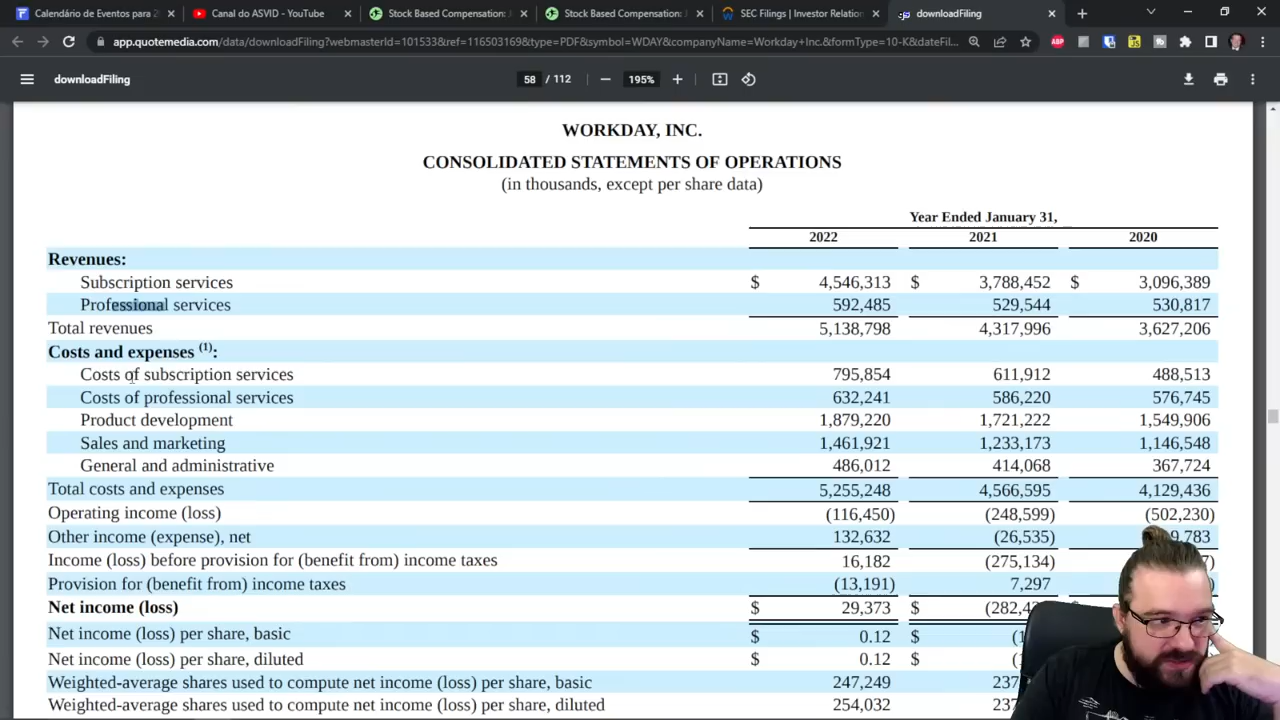 Calendário de Eventos para 2
Canal do ASVID - YouTube
Stock Based Compensation: J
Stock Based Compensation: J
SEC Filings | Investor Relation
downloadFiling
app.quotemedia.com/data/downloadFiling?webmasterId=101533&ref=116503169&type=PDF&symbol=WDAY&companyName=Workday+Inc.&formType=10-K&dateFil...
downloadFiling 58 / 112 195%
WORKDAY, INC.
CONSOLIDATED STATEMENTS OF OPERATIONS
(in thousands, except per share data)
Year Ended January 31,
2022 2021 2020
Revenues:
Subscription services $ 4,546,313 $ 3,788,452 $ 3,096,389
Professional services 592,485 529,544 530,817
Total revenues 5,138,798 4,317,996 3,627,206
Costs and expenses (1):
Costs of subscription services 795,854 611,912 488,513
Costs of professional services 632,241 586,220 576,745
Product development 1,879,220 1,721,222 1,549,906
Sales and marketing 1,461,921 1,233,173 1,146,548
General and administrative 486,012 414,068 367,724
Total costs and expenses 5,255,248 4,566,595 4,129,436
Operating income (loss) (116,450) (248,599) (502,230)
Other income (expense), net 132,632 (26,535) 9,783
Income (loss) before provision for (benefit from) income taxes 16,182 (275,134)
Provision for (benefit from) income taxes (13,191) 7,297
Net income (loss) $ 29,373 $ (282,4
Net income (loss) per share, basic $ 0.12 $ (1
Net income (loss) per share, diluted $ 0.12 $
Weighted-average shares used to compute net income (loss) per share, basic 247,249 237
Weighted-average shares used to compute net income (loss) per share, diluted 254,032 237